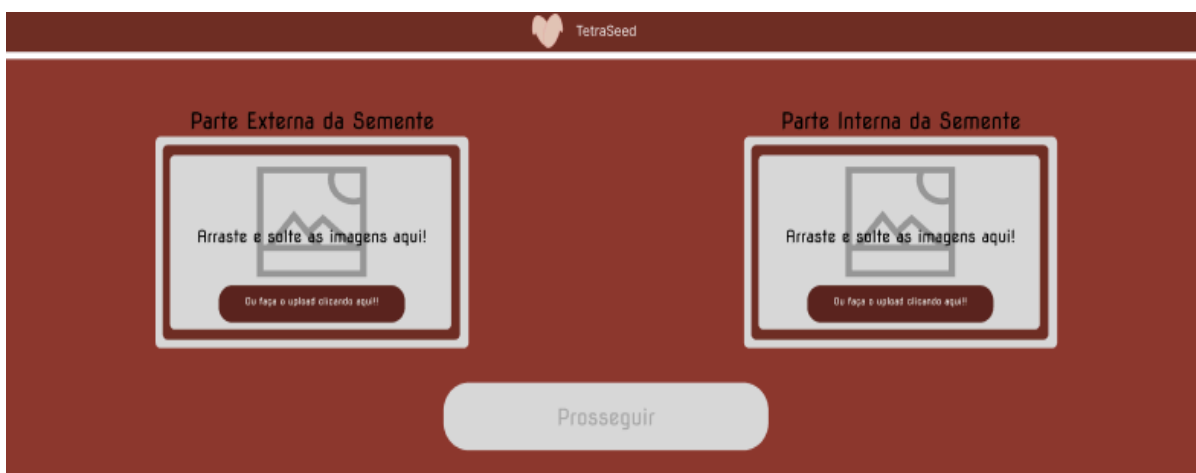 TetraSeed
Parte Externa da Semente
Parte Interna da Semente
Arraste e solte as imagens aqui!
Arraste e solte as imagens aqui!
Ou faça o upload clicando aqui!!
Ou faça o upload clicando aqui!!
Prosseguir